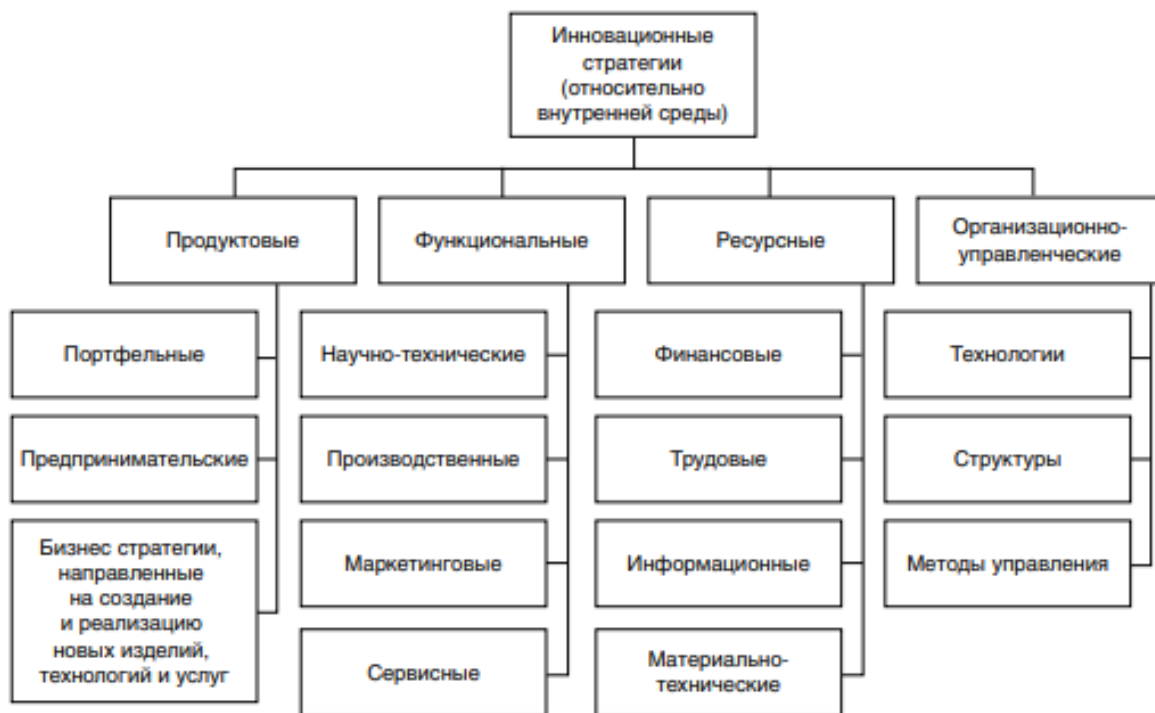 Инновационные
стратегии
(относительно
внутренней среды)
Продуктовые
Функциональные
Ресурсные
Организационно-
управленческие
Портфельные
Научно-технические
Финансовые
Технологии
Предпринимательские
Производственные
Трудовые
Структуры
Бизнес стратегии,
направленные
на создание
и реализацию
новых изделий,
технологий и услуг
Маркетинговые
Информационные
Методы управления
Сервисные
Материально-
технические